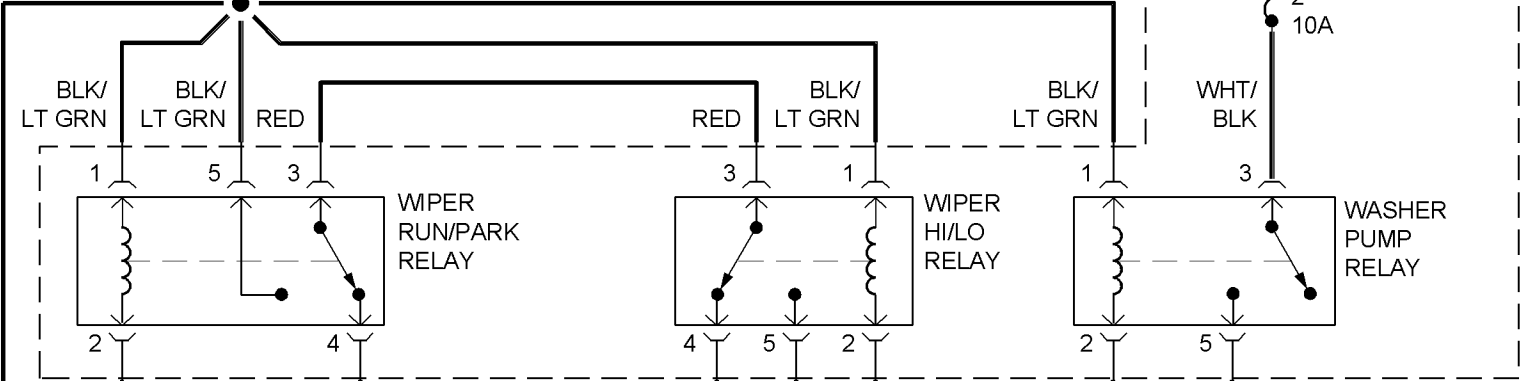 2
10A
BLK/
LT GRN
BLK/
LT GRN
RED
RED
BLK/
LT GRN
BLK/
LT GRN
WHT/
BLK
1
5
3
3
1
1
3
WIPER
RUN/PARK
RELAY
WIPER
HI/LO
RELAY
WASHER
PUMP
RELAY
2
4
4
5
2
2
5